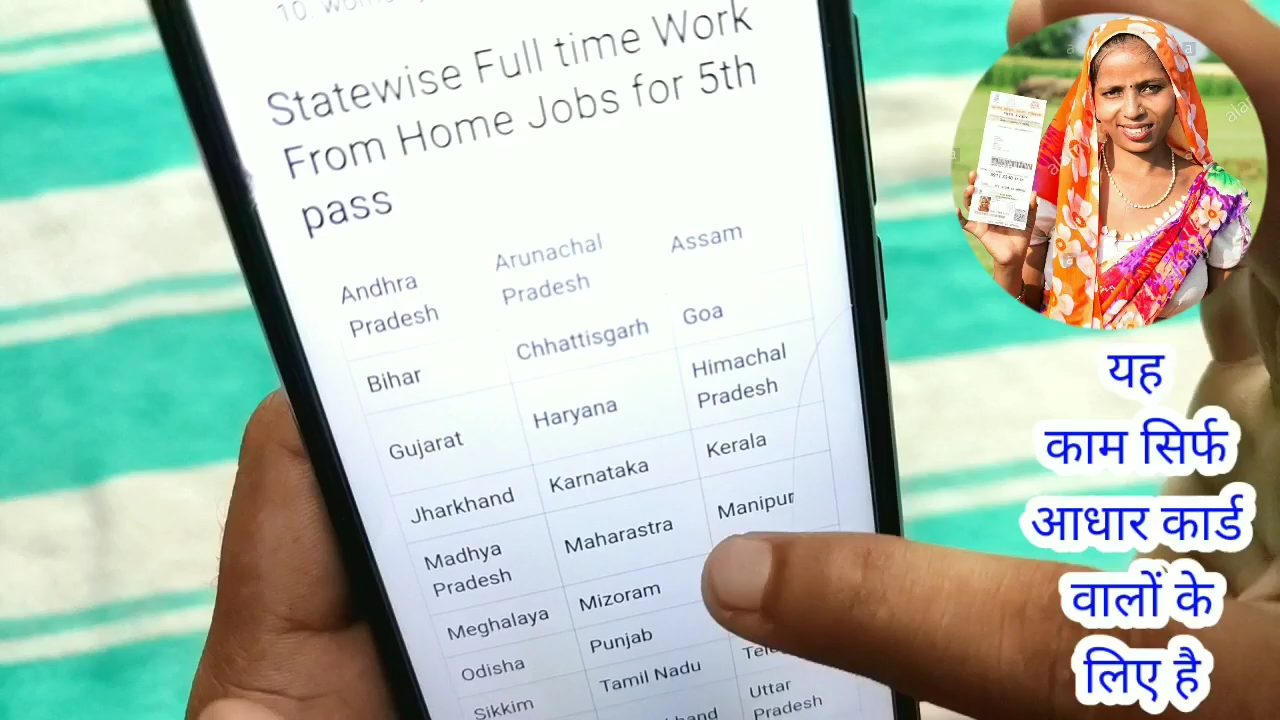 Statewise Full time Work
From Home Jobs for 5th
pass
Andhra
Pradesh
Arunachal
Pradesh
Assam
Bihar
Chhattisgarh
Goa
Gujarat
Haryana
Himachal
Pradesh
Jharkhand
Karnataka
Kerala
Madhya
Pradesh
Maharastra
Manipur
Meghalaya
Mizoram
Odisha
Punjab
Sikkim
Tamil Nadu
Uttar
Pradesh
यह
काम सिर्फ
आधार कार्ड
वालों के
लिए है